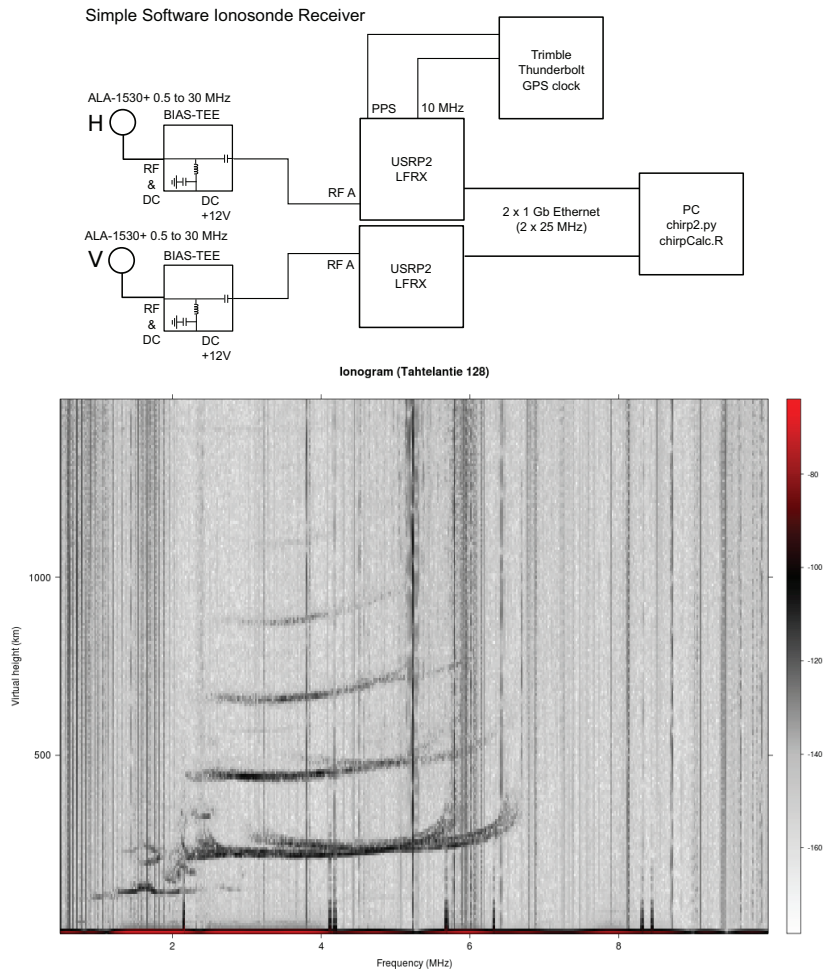 Simple Software Ionosonde Receiver
Trimble
Thunderbolt
GPS clock
ALA-1530+ 0.5 to 30 MHz
H
BIAS-TEE
PPS
10 MHz
USRP2
LFRX
RF
&
DC
DC
+12V
RF A
2 x 1 Gb Ethernet
(2 x 25 MHz)
PC
chirp2.py
chirpCalc.R
ALA-1530+ 0.5 to 30 MHz
V
BIAS-TEE
RF A
USRP2
LFRX
RF
&
DC
DC
+12V
Ionogram (Tahtelantie 128)
Virtual height (km)
1000
500
-80
-100
-120
-140
-160
2
4
6
8
Frequency (MHz)